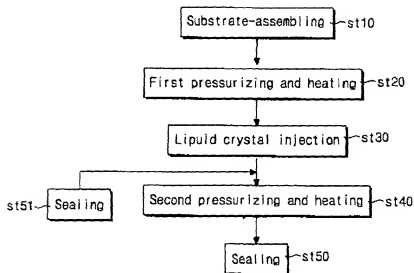 Substrate-assembling st10
First pressurizing and heating st20
Lipuid crystal injection st30
st51 Sealing
Second pressurizing and heating st40
Sealing st50